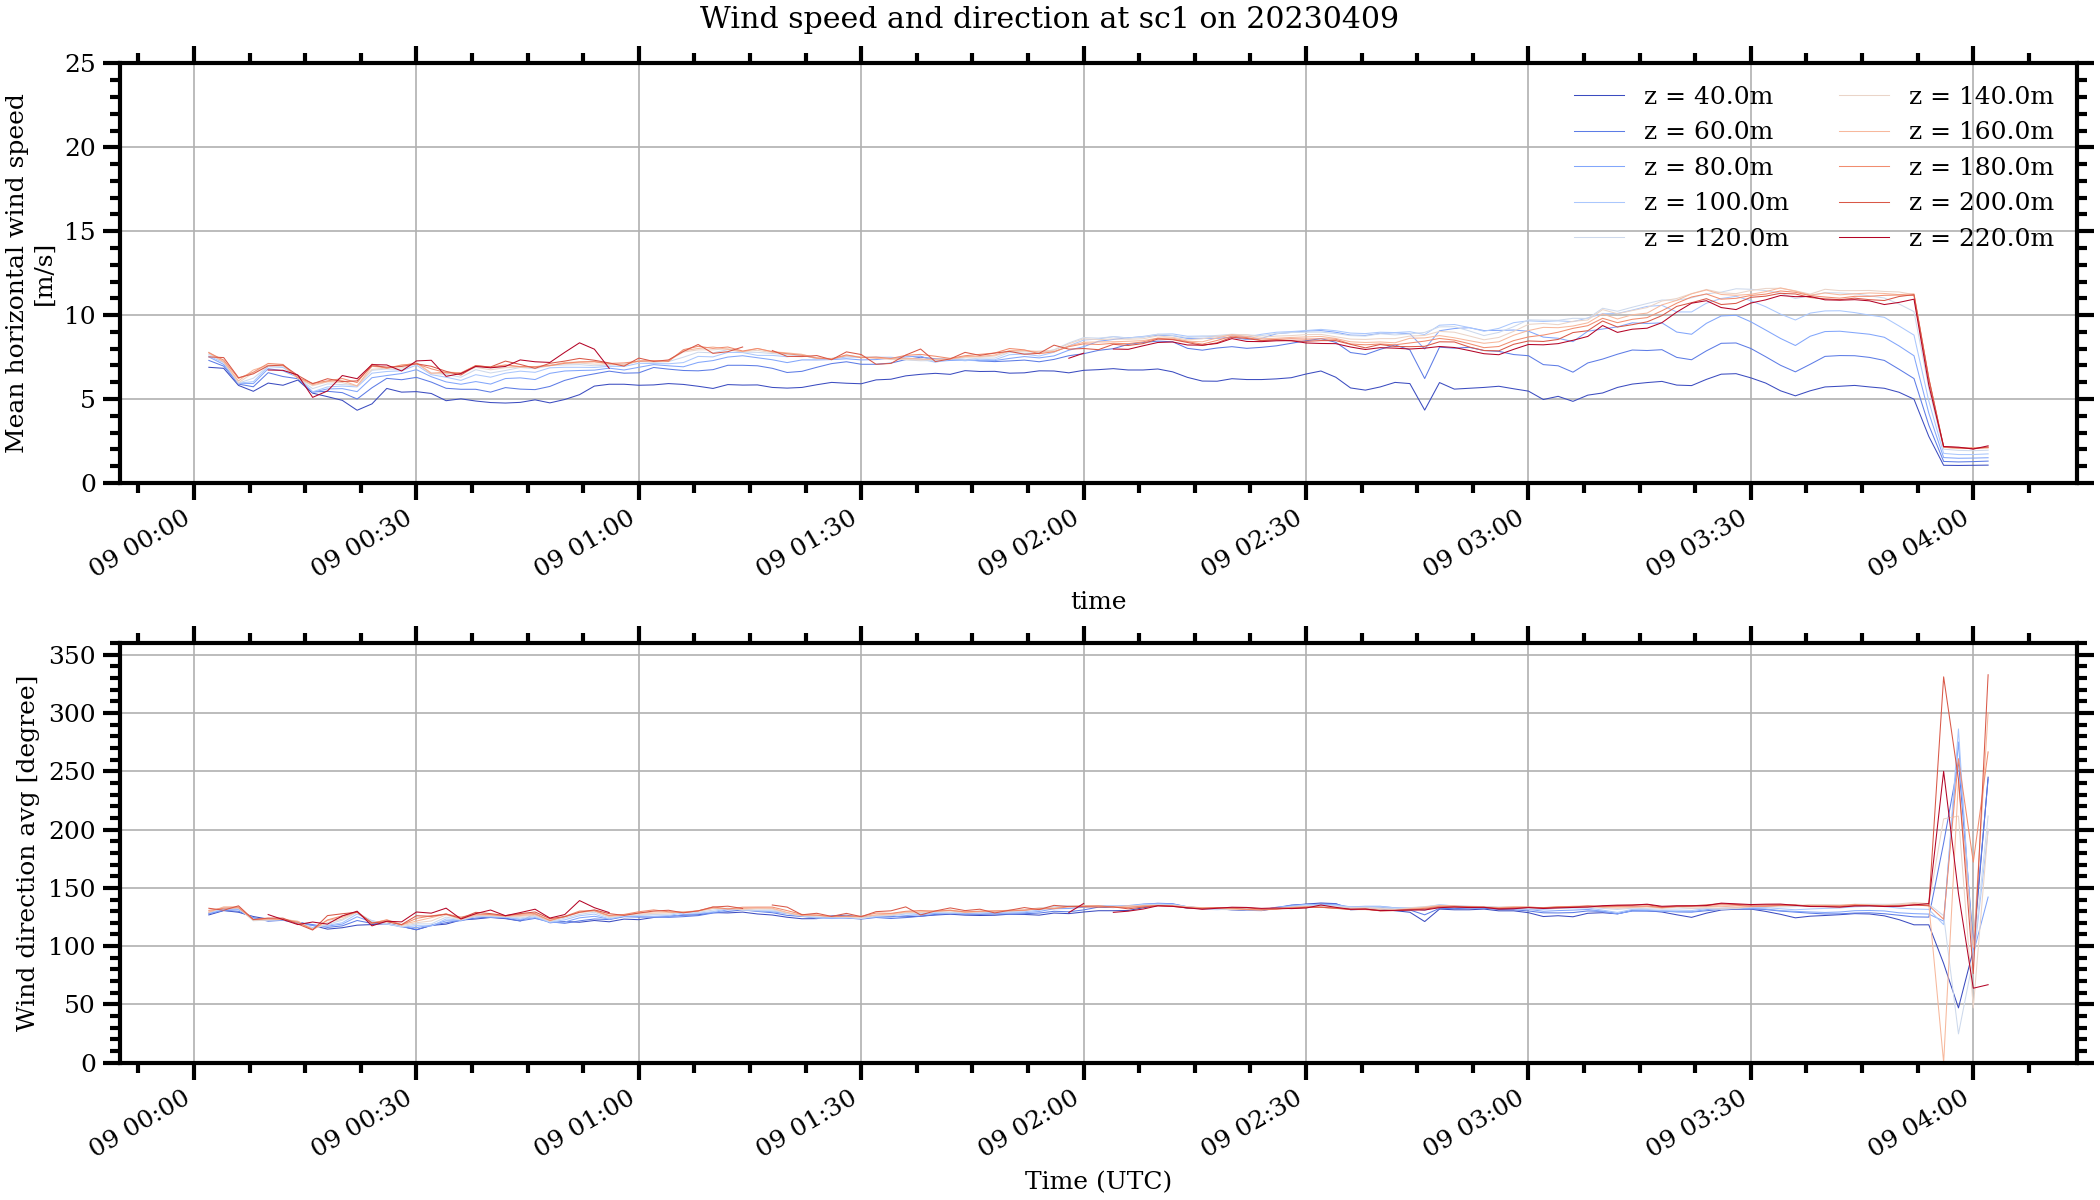 Wind speed and direction at sc1 on 20230409
Mean horizontal wind speed
[m/s]
25
20
15
10
5
0
z = 40.0m
z = 60.0m
z = 80.0m
z = 100.0m
z = 120.0m
z = 140.0m
z = 160.0m
z = 180.0m
z = 200.0m
z = 220.0m
09 00:00
09 00:30
09 01:00
09 01:30
09 02:00
09 02:30
09 03:00
09 03:30
09 04:00
time
Wind direction avg [degree]
350
300
250
200
150
100
50
0
09 00:00
09 00:30
09 01:00
09 01:30
09 02:00
09 02:30
09 03:00
09 03:30
09 04:00
Time (UTC)